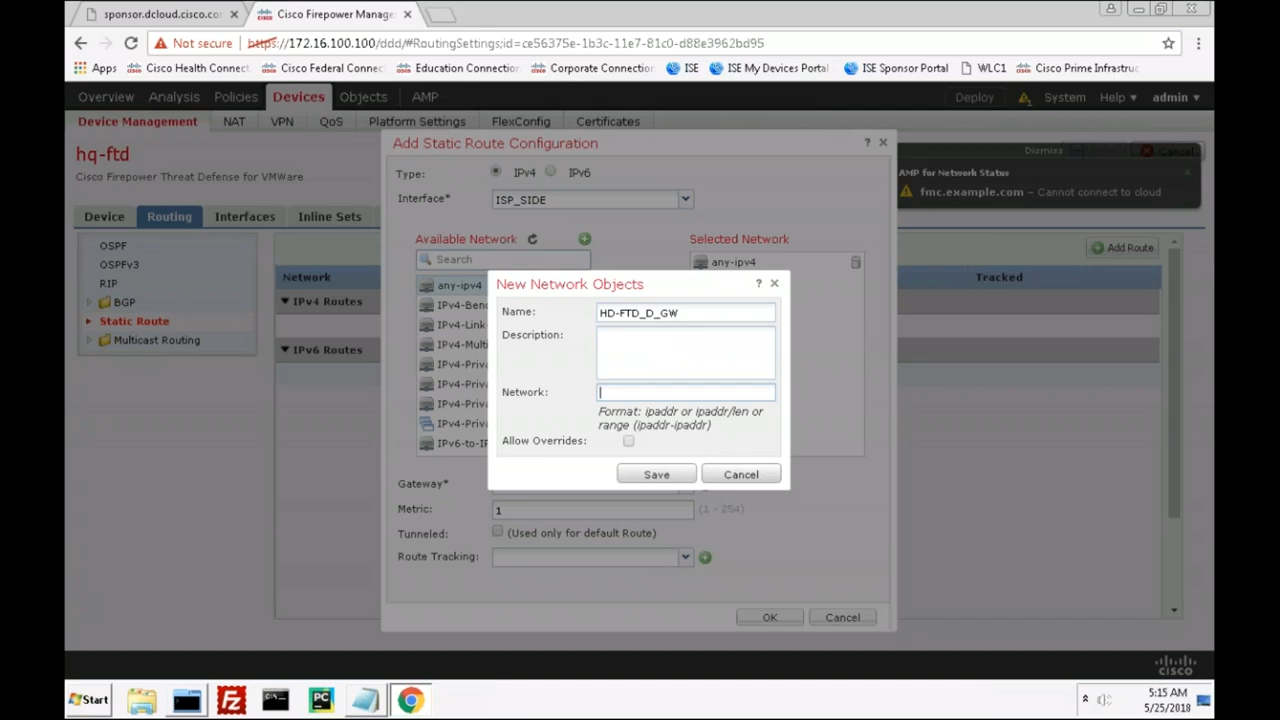 sponsor.dcloud.cisco.cor
Cisco Firepower Manage
Not secure https://172.16.100.100/ddd/#RoutingSettings;id=ce56375e-1b3c-11e7-81c0-d88e3962bd95
Apps Cisco Health Connect Cisco Federal Connec Education Connection Corporate Connection ISE ISE My Devices Portal ISE Sponsor Portal WLC1 Cisco Prime Infrastruc
Overview Analysis Policies Devices Objects AMP Deploy System Help admin
Device Management NAT VPN QoS Platform Settings FlexConfig Certificates
hq-ftd
Cisco Firepower Threat Defense for VMWare
Dismiss Cancel
AMP for Network Status
fmc.example.com – Cannot connect to cloud
Device Routing Interfaces Inline Sets
OSPF
OSPFv3
RIP
BGP
Static Route
Multicast Routing
Add Route
Network Tracked
IPv4 Routes
IPv6 Routes
Add Static Route Configuration ?
Type: IPv4 IPv6
Interface* ISP_SIDE
Available Network
Search
any-ipv4
IPv4-Ben
IPv4-Link-
IPv4-Multi
IPv4-Priva
IPv4-Priva
IPv4-Priva
IPv4-Priva
IPv6-to-IP
Selected Network
any-ipv4
New Network Objects ?
Name: HD-FTD_D_GW
Description:
Network:
Format: ipaddr or ipaddr/len or
range (ipaddr-ipaddr)
Allow Overrides:
Save Cancel
Gateway*
Metric: 1 (1 - 254)
Tunneled: (Used only for default Route)
Route Tracking:
OK Cancel
CISCO
Start PC 5:15 AM
5/25/2018